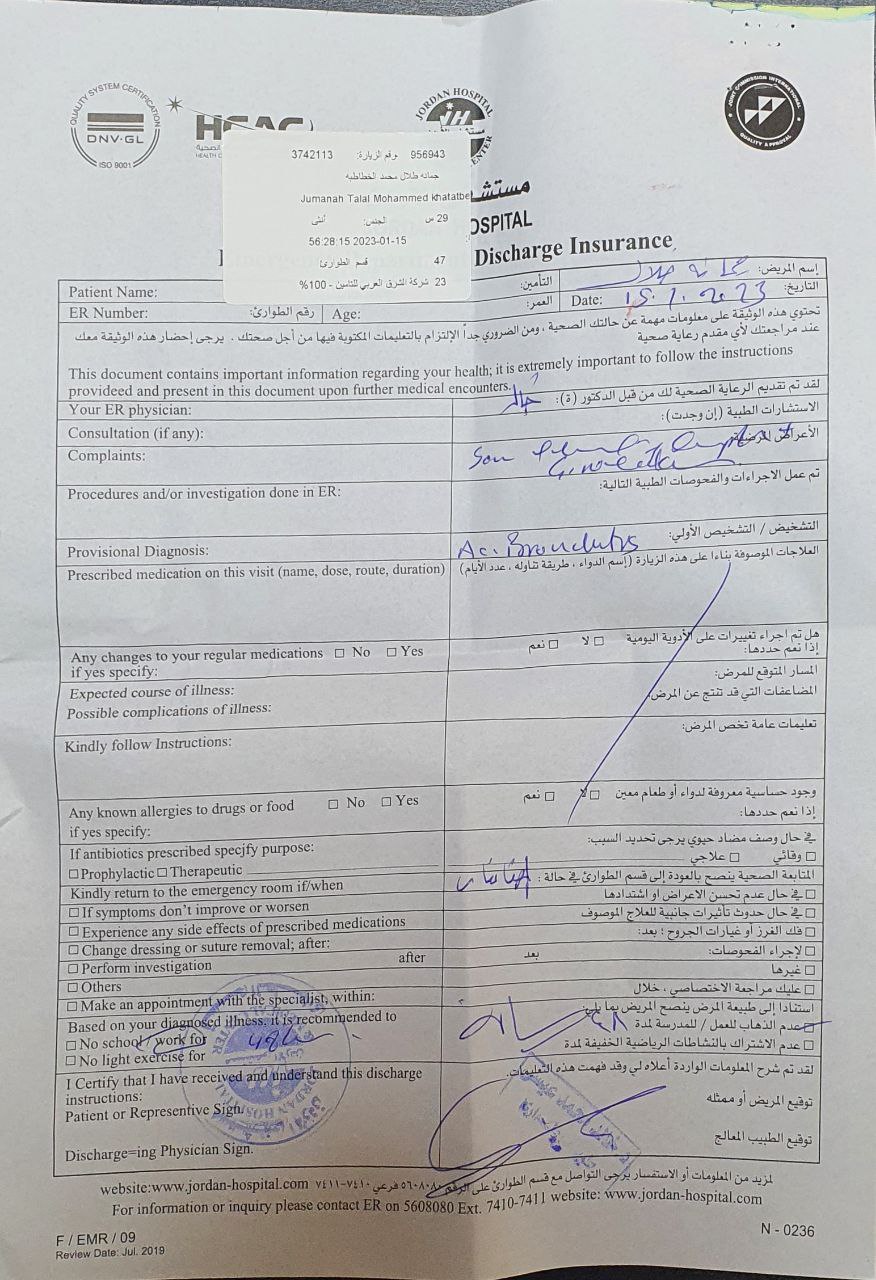 QUALITY SYSTEM CERTIFICATION
DNV·GL
ISO 9001
HCAC
JORDAN HOSPITAL
JH
JOINT COMMISSION INTERNATIONAL
QUALITY APPROVAL
956943 رقم الزيارة: 3742113
جمانه طلال محمد الخطاطبه
Jumanah Talal Mohammed khatatbe
29 س الجنس: أنثى
56:28:15 2023-01-15
47 قسم الطوارئ
23 شركة الشرق العربي للتامين - 100%
مستش
OSPITAL
Discharge Insurance
Patient Name: التأمين: إسم المريض: جمانة طلال
ER Number: رقم الطوارئ: Age: العمر: Date: 15.1.2023 التاريخ:
تحتوي هذه الوثيقة على معلومات مهمة عن حالتك الصحية ، ومن الضروري جداً الإلتزام بالتعليمات المكتوبة فيها من أجل صحتك . يرجى إحضار هذه الوثيقة معك
عند مراجعتك لأي مقدم رعاية صحية
This document contains important information regarding your health; it is extremely important to follow the instructions
provideed and present in this document upon further medical encounters.
Your ER physician: لقد تم تقديم الرعاية الصحية لك من قبل الدكتور (ة):
Consultation (if any): الاستشارات الطبية (إن وجدت):
Complaints: الأعراض المرضية:
Procedures and/or investigation done in ER: تم عمل الاجراءات والفحوصات الطبية التالية:
Provisional Diagnosis: Ac. Bronchitis التشخيص / التشخيص الأولي:
Prescribed medication on this visit (name, dose, route, duration) العلاجات الموصوفة بناءا على هذه الزيارة (إسم الدواء ، طريقة تناوله ، عدد الأيام)
Any changes to your regular medications □ No □ Yes هل تم اجراء تغييرات على الأدوية اليومية □ لا □ نعم
if yes specify: إذا نعم حددها:
Expected course of illness: المسار المتوقع للمرض:
Possible complications of illness: المضاعفات التي قد تنتج عن المرض:
Kindly follow Instructions: تعليمات عامة تخص المرض:
Any known allergies to drugs or food □ No □ Yes وجود حساسية معروفة لدواء أو طعام معين □ لا □ نعم
if yes specify: إذا نعم حددها:
If antibiotics prescribed specjfy purpose: في حال وصف مضاد حيوي يرجى تحديد السبب:
□ Prophylactic □ Therapeutic □ وقائي □ علاجي
Kindly return to the emergency room if/when المتابعة الصحية ينصح بالعودة إلى قسم الطوارئ في حالة :
□ If symptoms don't improve or worsen □ في حال عدم تحسن الاعراض او اشتدادها
□ Experience any side effects of prescribed medications □ في حال حدوث تأثيرات جانبية للعلاج الموصوف
□ Change dressing or suture removal; after: □ فك الغرز أو غيارات الجروح ؛ بعد:
□ Perform investigation after بعد □ لإجراء الفحوصات:
□ Others □ غيرها
□ Make an appointment with the specialist, within: □ عليك مراجعة الاختصاصي ، خلال
Based on your diagnosed illness, it is recommended to استنادا إلى طبيعة المرض ينصح المريض بما يلي:
□ No school / work for 48h □ عدم الذهاب للعمل / للمدرسة لمدة ٤٨
□ No light exercise for □ عدم الاشتراك بالنشاطات الرياضية الخفيفة لمدة
I Certify that I have received and understand this discharge لقد تم شرح المعلومات الواردة أعلاه لي وقد فهمت هذه التعليمات.
instructions:
Patient or Representive Sign. توقيع المريض أو ممثله
Discharge=ing Physician Sign. توقيع الطبيب المعالج
JORDAN HOSPITAL
لمزيد من المعلومات أو الاستفسار يرجى التواصل مع قسم الطوارئ على الرقم ٥٦٠٨٠٨٠ فرعي ٧٤١٠-٧٤١١ website:www.jordan-hospital.com
For information or inquiry please contact ER on 5608080 Ext. 7410-7411 website: www.jordan-hospital.com
F / EMR / 09
Review Date: Jul. 2019
N - 0236